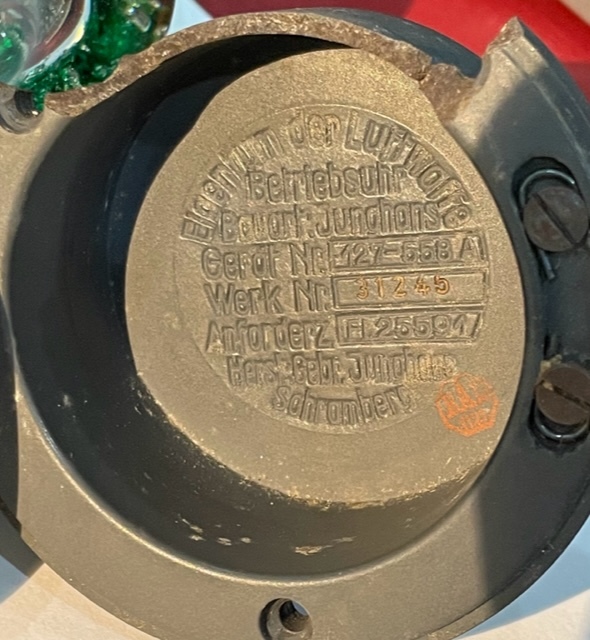 Eigentum der Luftwaffe
Betriebsuhr
Bauart: Junghans
Gerät Nr. 127-558 A
Werk Nr. 31245
Anforderz. Fl 25591
Herst. Gebr. Junghans
Schramberg